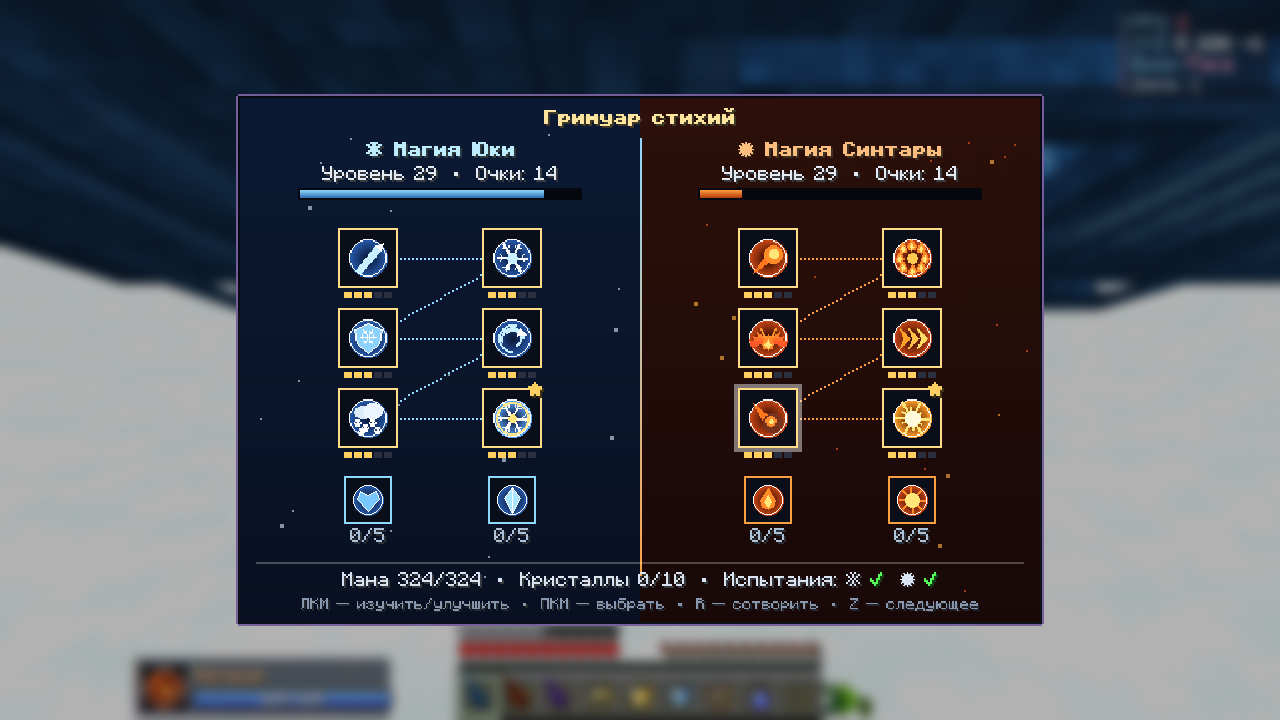 Гримуар стихий
Магия Юки
Уровень 29 • Очки: 14
Магия Синтары
Уровень 29 • Очки: 14
0/5
0/5
0/5
0/5
Мана 324/324 • Кристаллы 0/10 • Испытания: ✓ ✓
ЛКМ — изучить/улучшить • ПКМ — выбрать • R — сотворить • Z — следующее